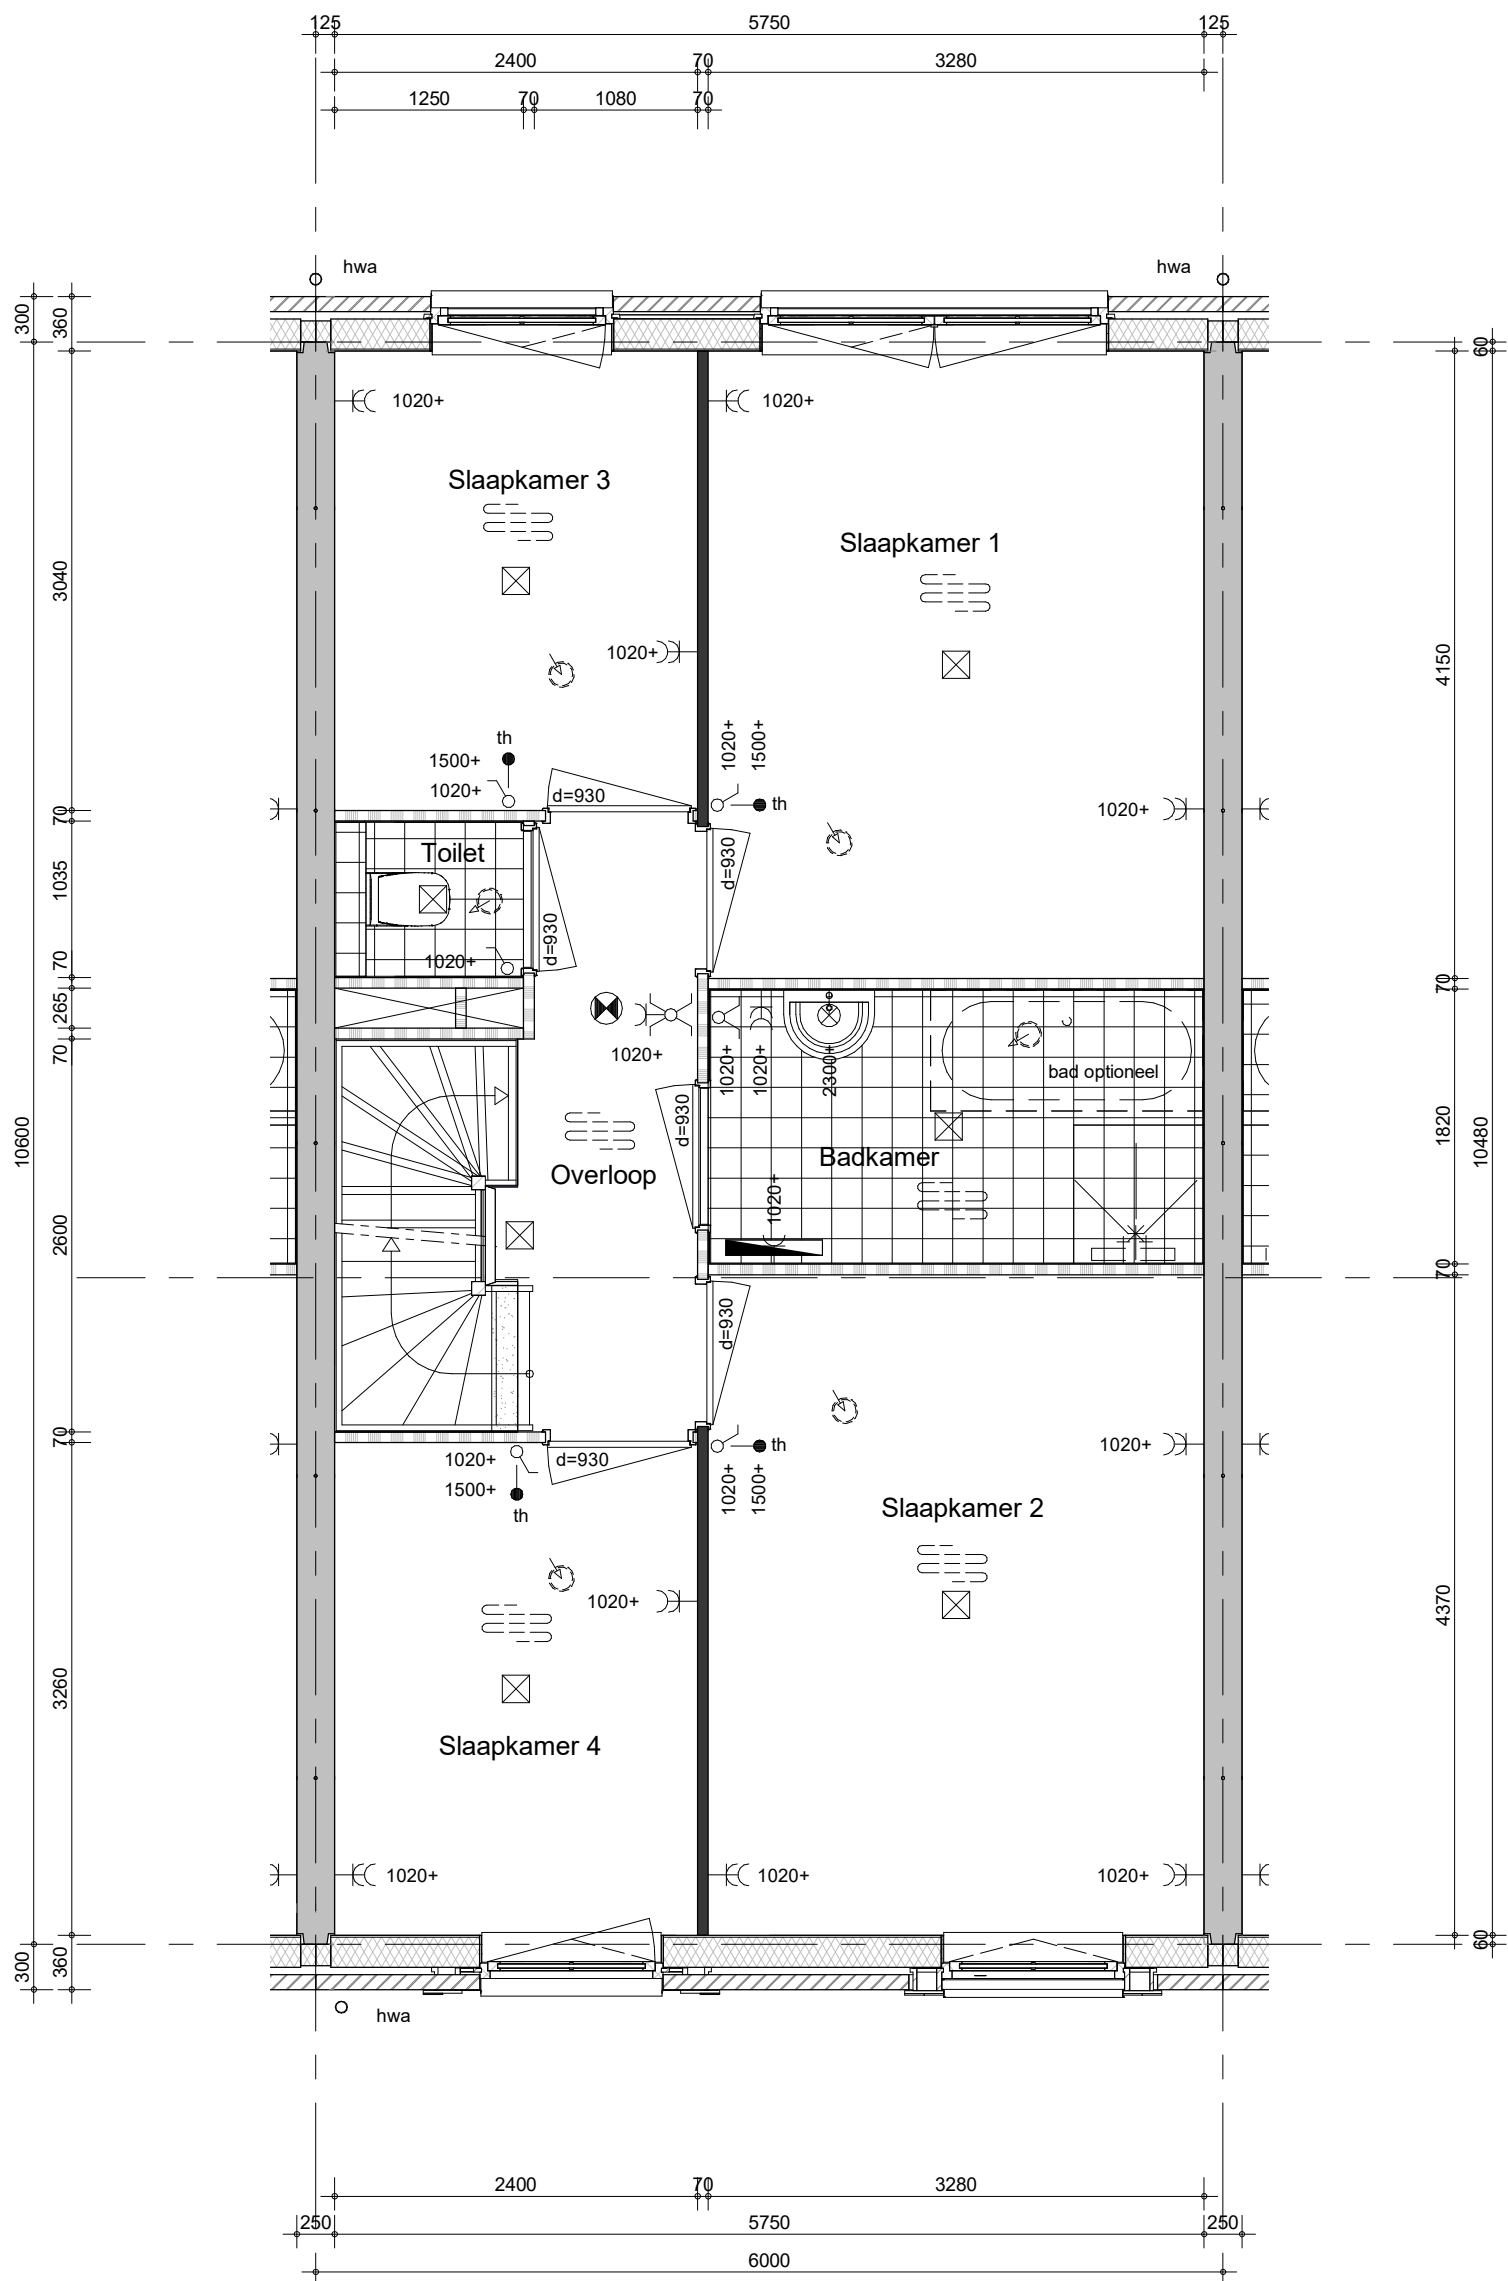 125 5750 125
2400 70 3280
1250 70 1080 70
hwa hwa
300 360 60
1020+ 1020+
Slaapkamer 3
Slaapkamer 1
3040
1020+
4150
th
1500+
1020+
1020+
1500+
th
d=930
1020+
70
Toilet
d=930
1035
d=930
1020+
70
70
265
1020+
1020+
1020+
2300+
70
bad optioneel
d=930
10600
1820
10480
Badkamer
Overloop
1020+
2600
70
d=930
70
1020+
d=930
1500+
th
th
1020+
1500+
1020+
Slaapkamer 2
1020+
4370
3260
Slaapkamer 4
1020+ 1020+ 1020+
300 360 60
hwa
2400 70 3280
250 5750 250
6000